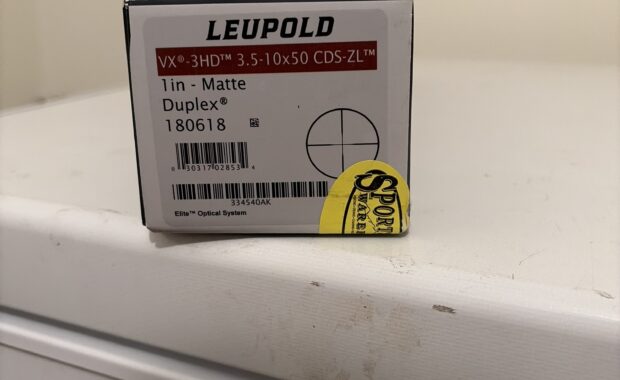 LEUPOLD
VX®-3HD™ 3.5-10x50 CDS-ZL™
1in - Matte
Duplex®
180618
0 30317 02853 4
334540AK
Elite™ Optical System